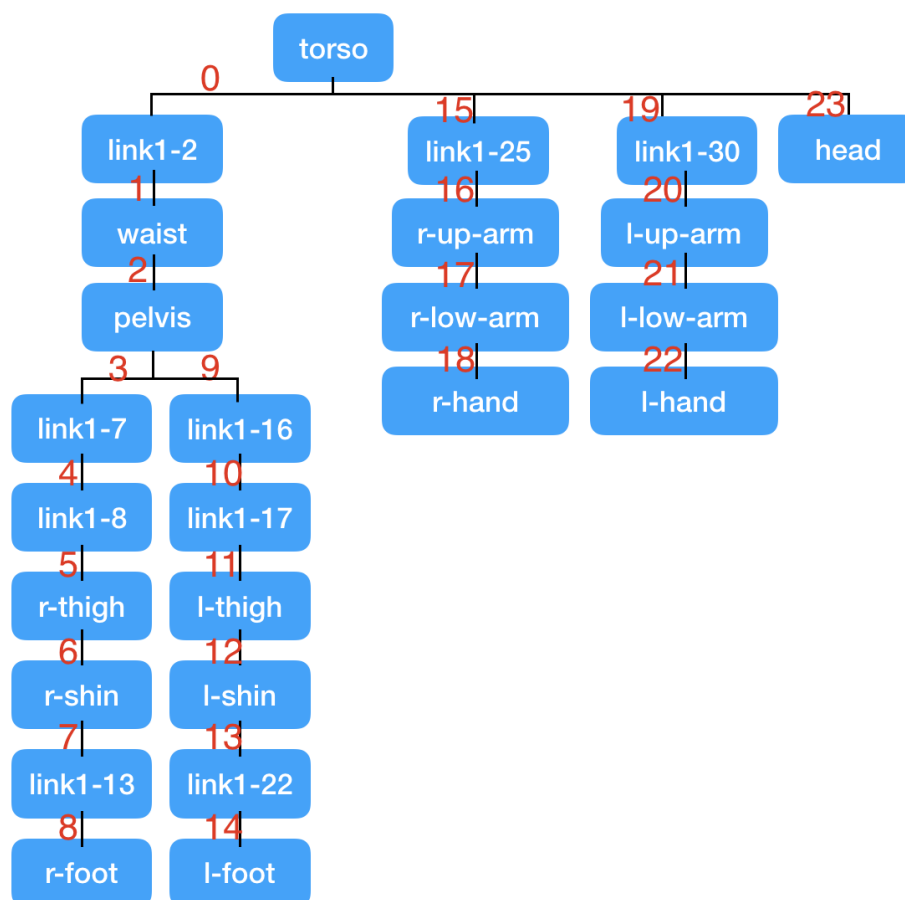 torso
0 15 19 23
link1-2 link1-25 link1-30 head
1 16 20
waist r-up-arm l-up-arm
2 17 21
pelvis r-low-arm l-low-arm
3 9 18 22
link1-7 link1-16 r-hand l-hand
4 10
link1-8 link1-17
5 11
r-thigh l-thigh
6 12
r-shin l-shin
7 13
link1-13 link1-22
8 14
r-foot l-foot